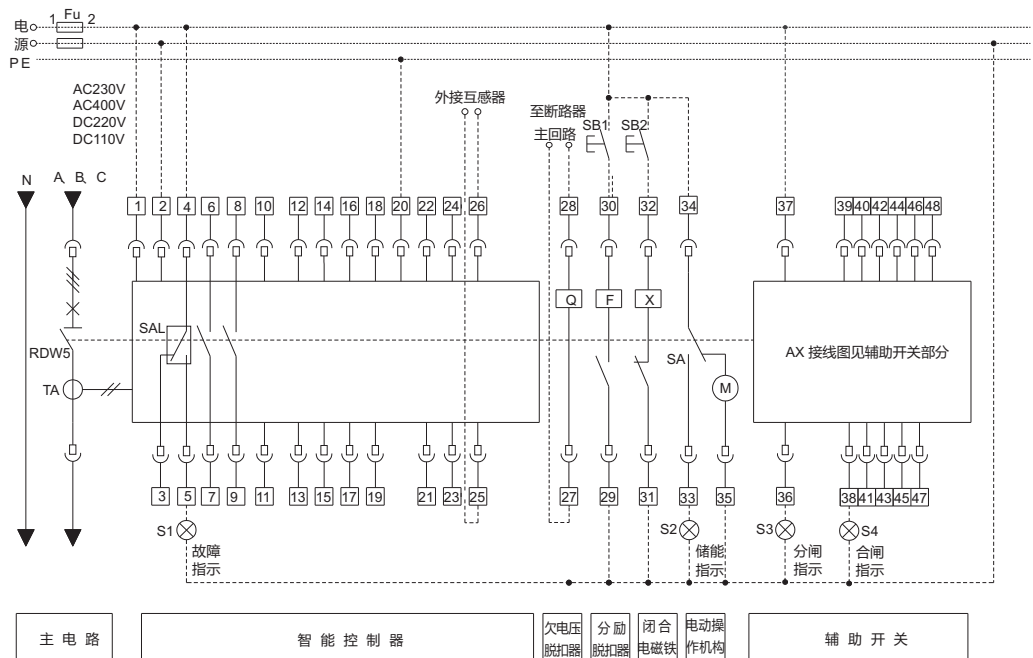 电 1 Fu 2
源
PE
AC230V
AC400V
DC220V
DC110V
外接互感器
至断路器
主回路
SB1 SB2
N A、B、C
1 2 4 6 8 10 12 14 16 18 20 22 24 26 28 30 32 34 37 39 40 42 44 46 48
Q F X
SAL
RDW5
SA
AX 接线图见辅助开关部分
TA
M
3 5 7 9 11 13 15 17 19 21 23 25 27 29 31 33 35 36 38 41 43 45 47
S1 S2 S3 S4
故障 储能 分闸 合闸
指示 指示 指示 指示
主电路 智能控制器 欠电压 分励 闭合 电动操 辅助开关
脱扣器 脱扣器 电磁铁 作机构